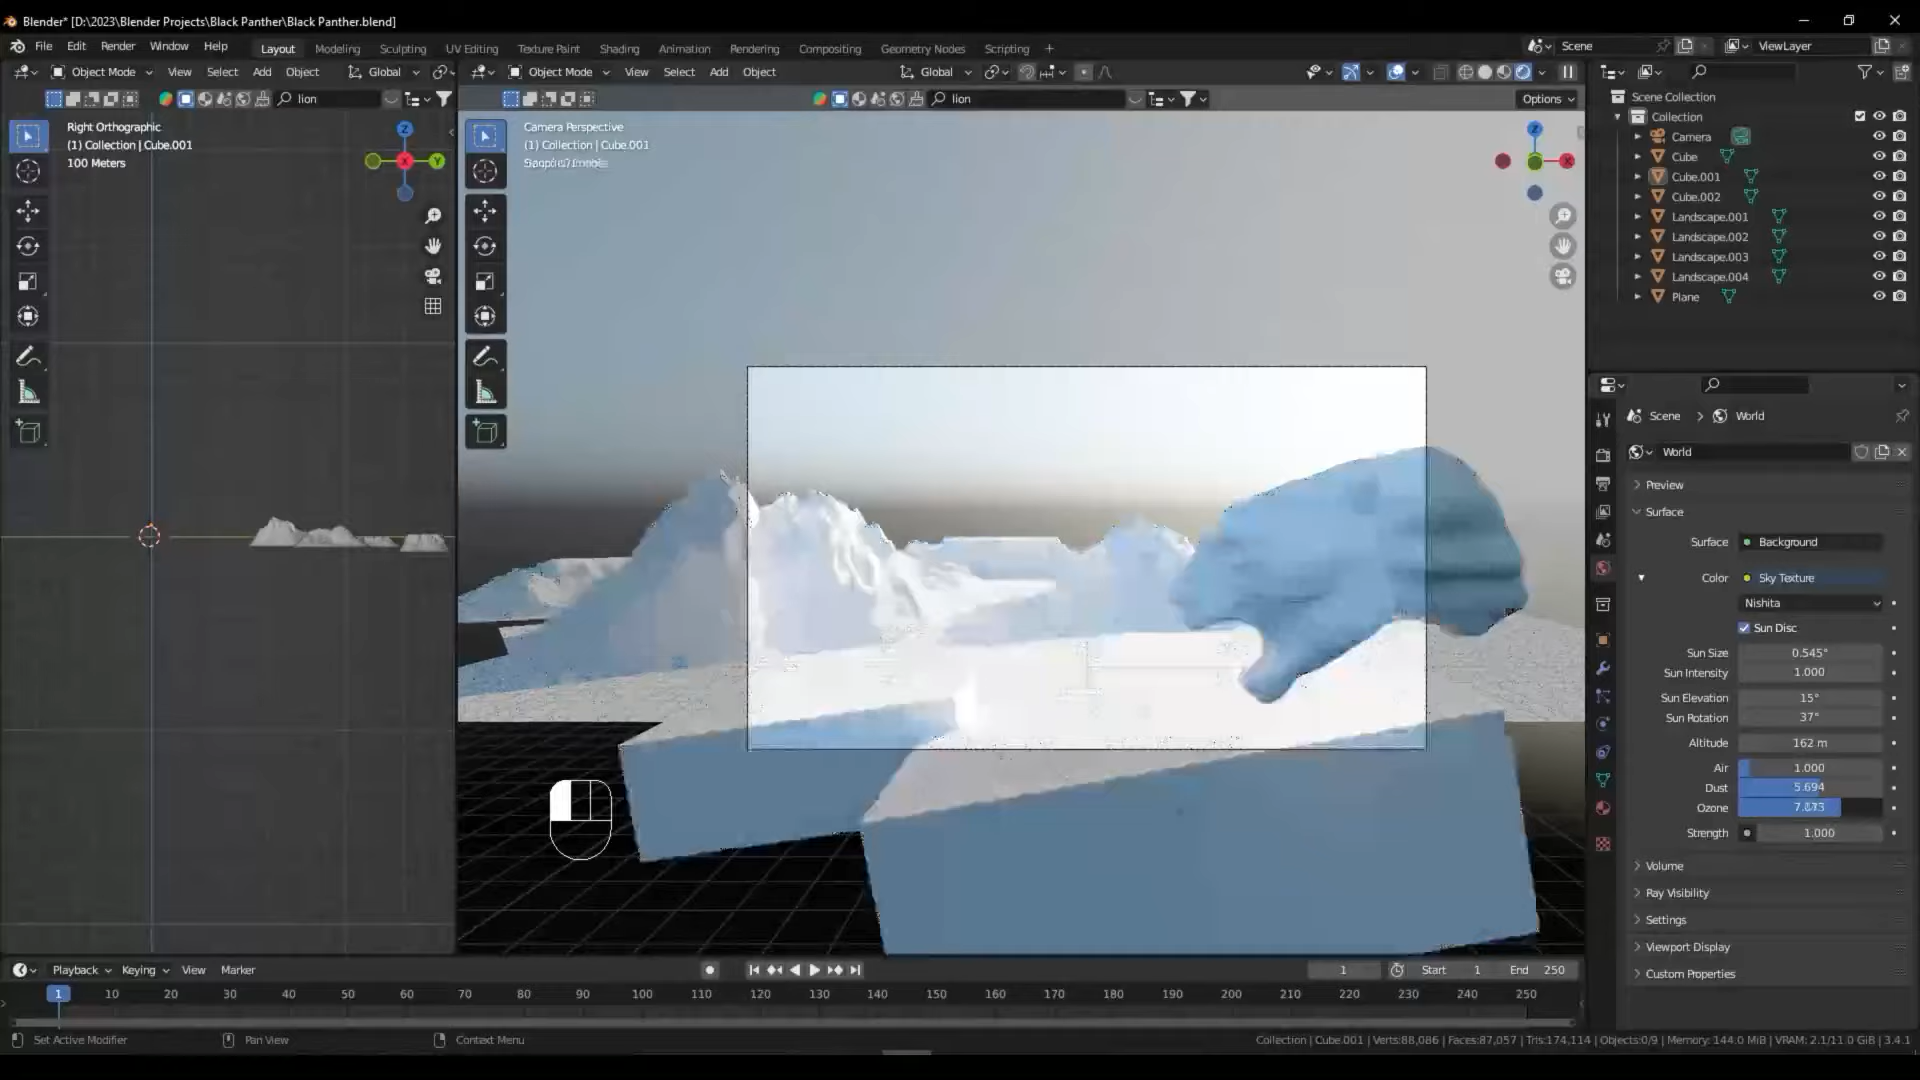 Blender* [D:\2023\Blender Projects\Black Panther\Black Panther.blend]
File Edit Render Window Help Layout Modeling Sculpting UV Editing Texture Paint Shading Animation Rendering Compositing Geometry Nodes Scripting + Scene ViewLayer
Object Mode View Select Add Object Global Object Mode View Select Add Object Global
lion lion Options
Right Orthographic
(1) Collection | Cube.001
100 Meters
Z
X
Y
Camera Perspective
(1) Collection | Cube.001
Z
X
Scene Collection
Collection
Camera
Cube
Cube.001
Cube.002
Landscape.001
Landscape.002
Landscape.003
Landscape.004
Plane
Scene > World
World
Preview
Surface
Surface Background
Color Sky Texture
Nishita
Sun Disc
Sun Size 0.545°
Sun Intensity 1.000
Sun Elevation 15°
Sun Rotation 37°
Altitude 162 m
Air 1.000
Dust 5.694
Ozone
Strength 1.000
Volume
Ray Visibility
Settings
Viewport Display
Custom Properties
Playback Keying View Marker 1 Start 1 End 250
1 10 20 30 40 50 60 70 80 90 100 110 120 130 140 150 160 170 180 190 200 210 220 230 240 250
Set Active Modifier Pan View Context Menu Collection | Cube.001 | Verts:88,086 | Faces:87,057 | Tris:174,114 | Objects:0/9 | Memory: 144.0 MiB | VRAM: 2.1/11.0 GiB | 3.4.1